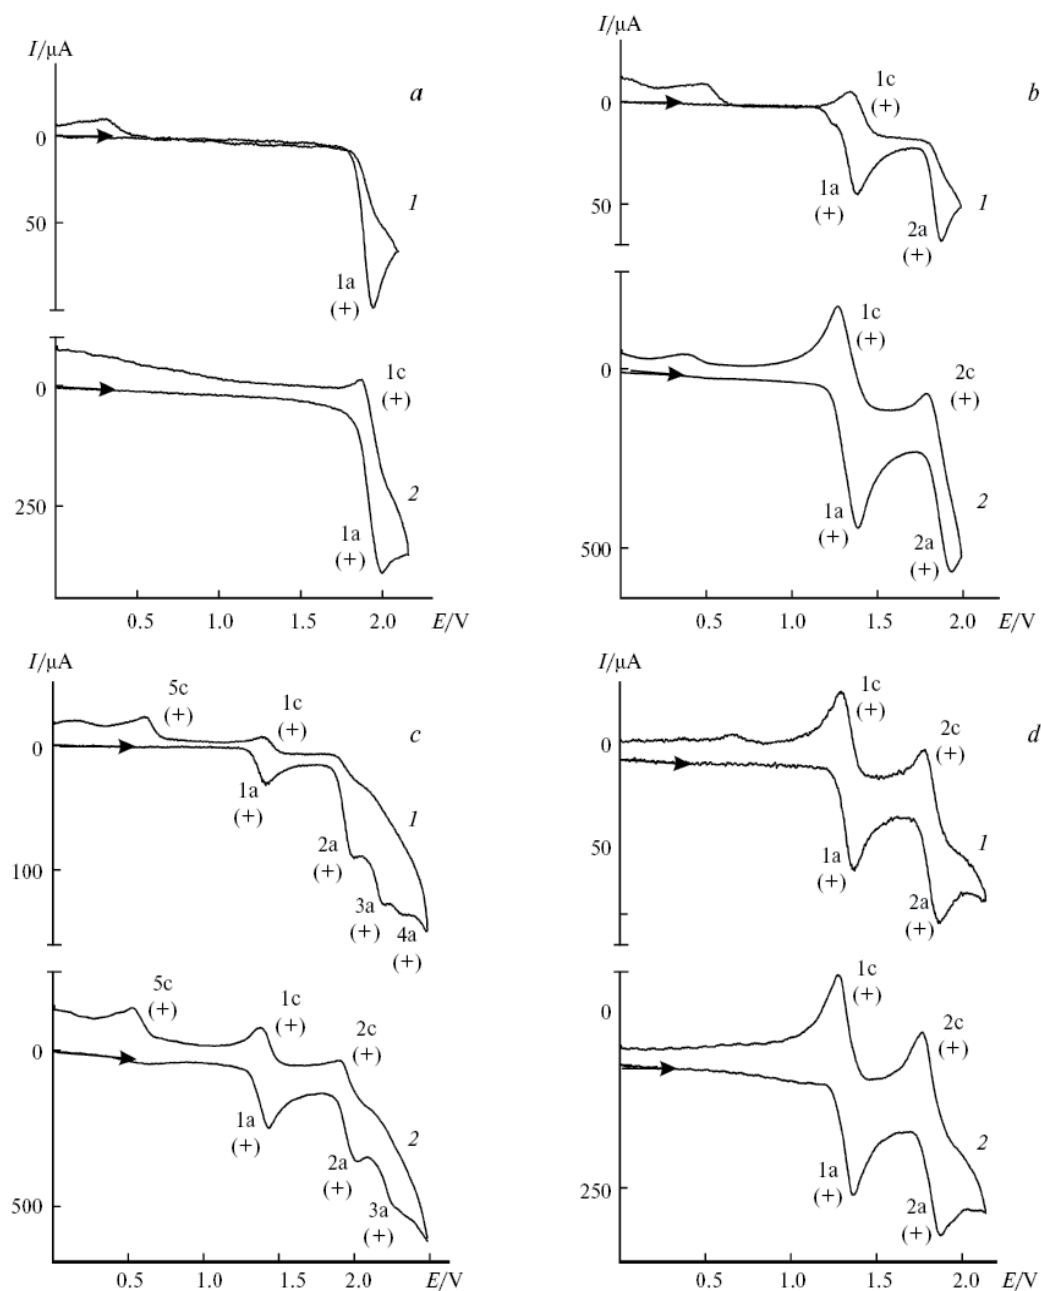 I/μA
a
0
50
1a
(+)
1
0
250
1c
(+)
1a
(+)
2
0.5 1.0 1.5 2.0 E/V
I/μA
b
0
50
1c
(+)
1a
(+)
2a
(+)
1
0
500
1c
(+)
2c
(+)
1a
(+)
2a
(+)
2
0.5 1.0 1.5 2.0 E/V
I/μA
c
0
100
5c
(+)
1c
(+)
1a
(+)
2a
(+)
3a
(+)
4a
(+)
1
0
500
5c
(+)
1c
(+)
2c
(+)
1a
(+)
2a
(+)
3a
(+)
2
0.5 1.0 1.5 2.0 E/V
I/μA
d
0
50
1c
(+)
2c
(+)
1a
(+)
2a
(+)
1
0
250
1c
(+)
2c
(+)
1a
(+)
2a
(+)
2
0.5 1.0 1.5 2.0 E/V